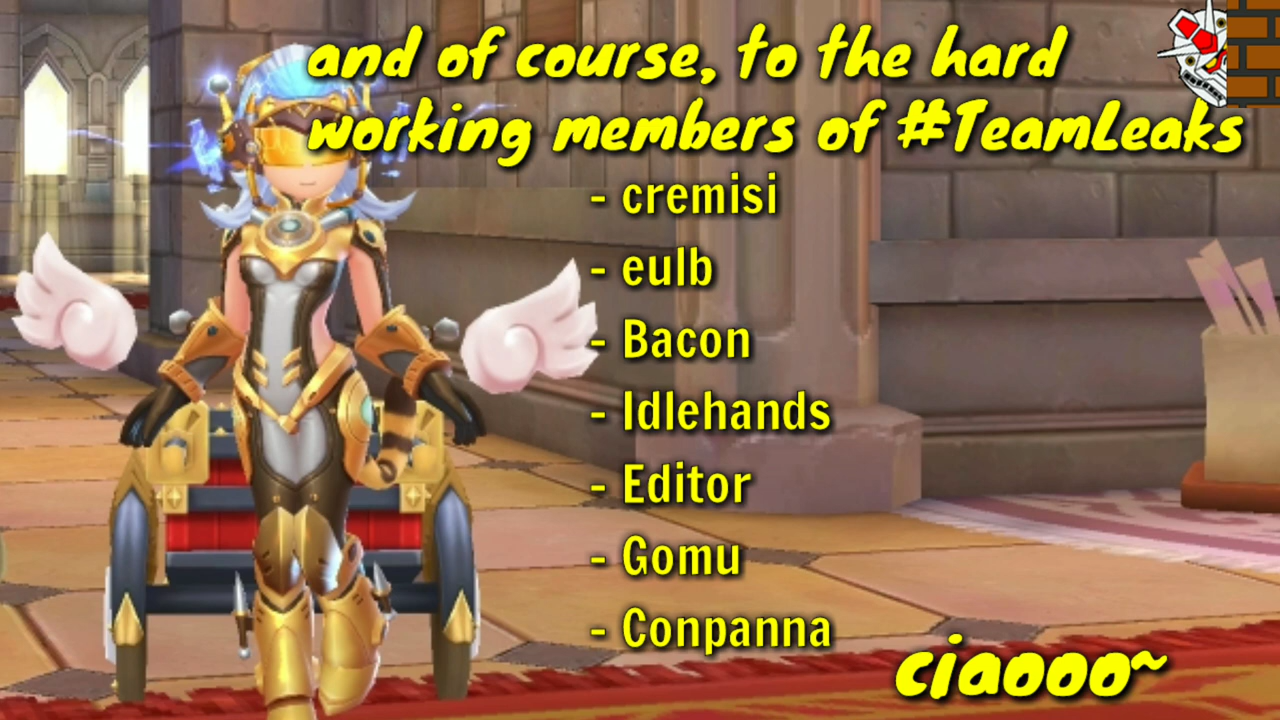 and of course, to the hard
working members of #TeamLeaks
- cremisi
- eulb
- Bacon
- Idlehands
- Editor
- Gomu
- Conpanna
ciaooo~